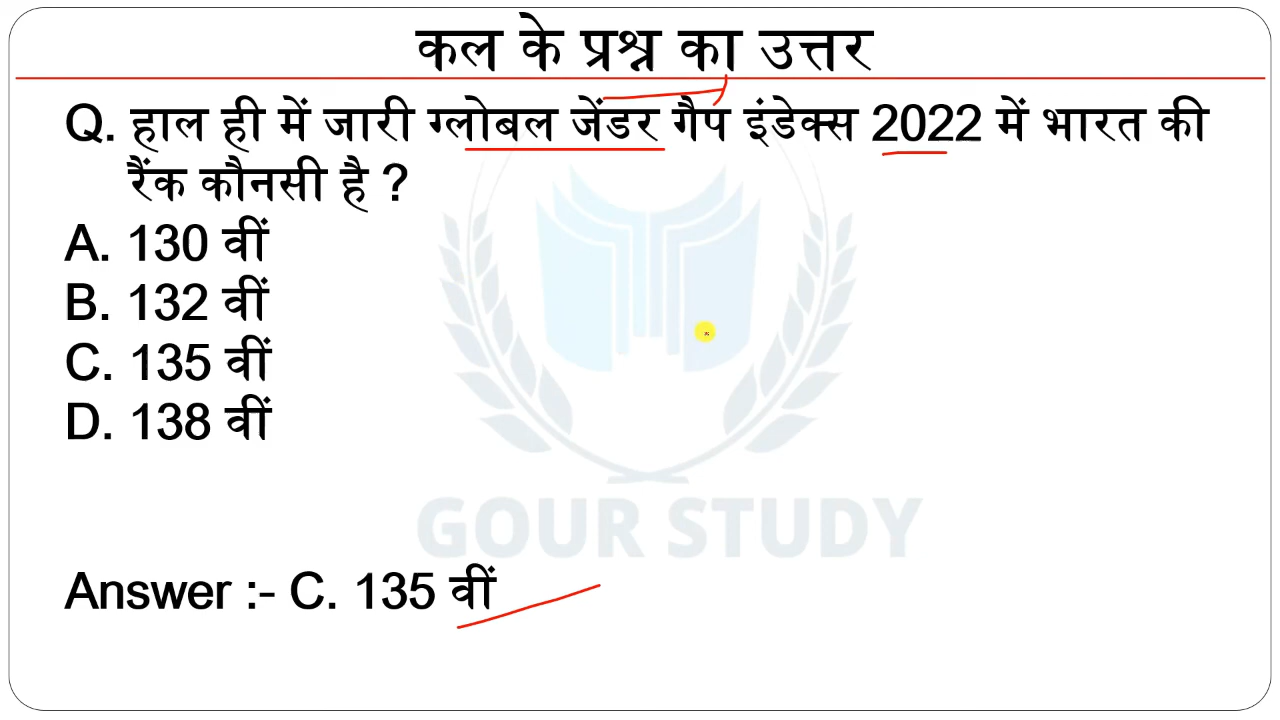 कल के प्रश्न का उत्तर
Q. हाल ही में जारी ग्लोबल जेंडर गैप इंडेक्स 2022 में भारत की
रैंक कौनसी है ?
A. 130 वीं
B. 132 वीं
C. 135 वीं
D. 138 वीं
GOUR STUDY
Answer :- C. 135 वीं